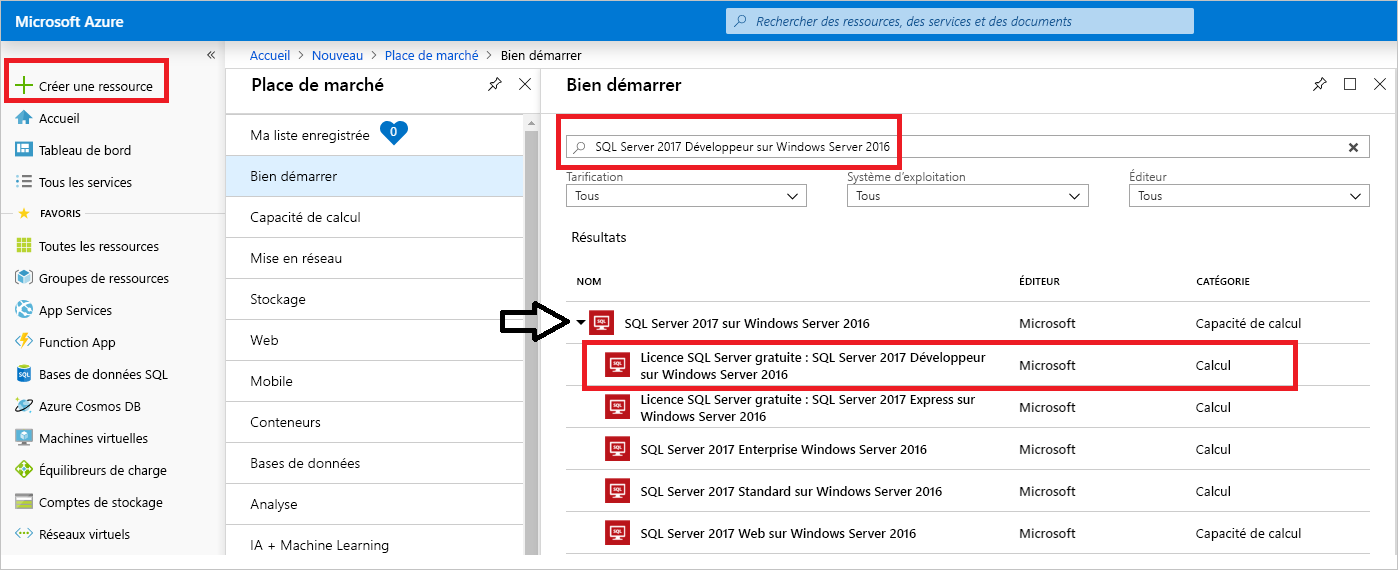 Microsoft Azure
Rechercher des ressources, des services et des documents
«
Créer une ressource
Accueil
Tableau de bord
Tous les services
FAVORIS
Toutes les ressources
Groupes de ressources
App Services
Function App
SQL
Bases de données SQL
Azure Cosmos DB
Machines virtuelles
Équilibreurs de charge
Comptes de stockage
Réseaux virtuels
Accueil > Nouveau > Place de marché > Bien démarrer
Place de marché
Ma liste enregistrée 0
Bien démarrer
Capacité de calcul
Mise en réseau
Stockage
Web
Mobile
Conteneurs
Bases de données
Analyse
IA + Machine Learning
Bien démarrer
SQL Server 2017 Développeur sur Windows Server 2016
Tarification Système d'exploitation Éditeur
Tous Tous Tous
Résultats
NOM ÉDITEUR CATÉGORIE
SQL SQL Server 2017 sur Windows Server 2016 Microsoft Capacité de calcul
SQL Licence SQL Server gratuite : SQL Server 2017 Développeur
sur Windows Server 2016 Microsoft Calcul
SQL Licence SQL Server gratuite : SQL Server 2017 Express sur
Windows Server 2016 Microsoft Calcul
SQL SQL Server 2017 Enterprise Windows Server 2016 Microsoft Calcul
SQL SQL Server 2017 Standard sur Windows Server 2016 Microsoft Calcul
SQL SQL Server 2017 Web sur Windows Server 2016 Microsoft Capacité de calcul